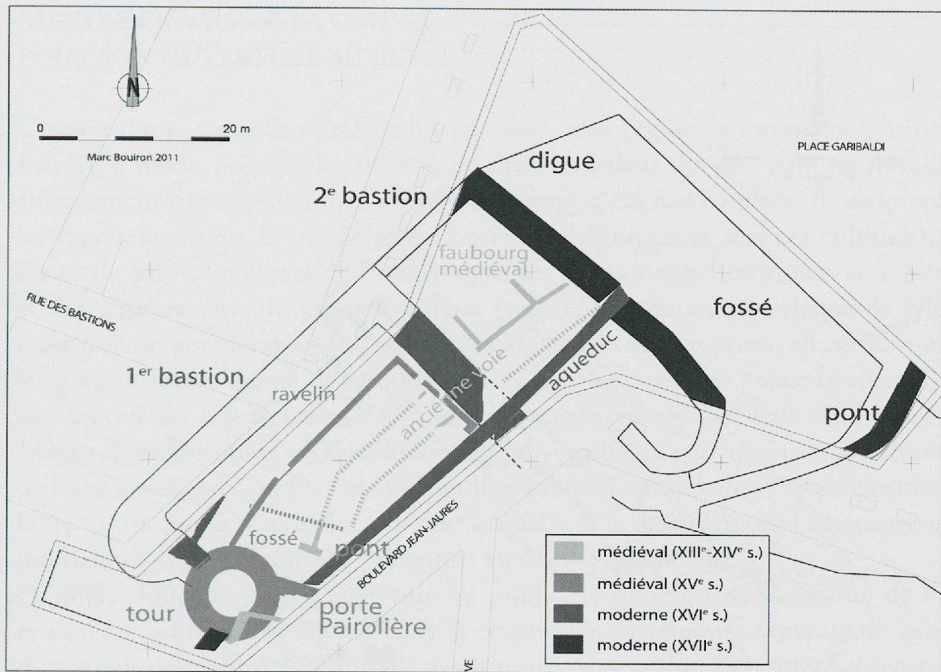 N
0 20 m
Marc Bouiron 2011
PLACE GARIBALDI
digue
2e bastion
faubourg
médiéval
RUE DES BASTIONS
fossé
1er bastion
ravelin
ancienne voie
aqueduc
pont
fossé
pont
BOULEVARD JEAN-JAURES
tour
porte
Pairolière
VE
médiéval (XIIIe-XIVe s.)
médiéval (XVe s.)
moderne (XVIe s.)
moderne (XVIIe s.)